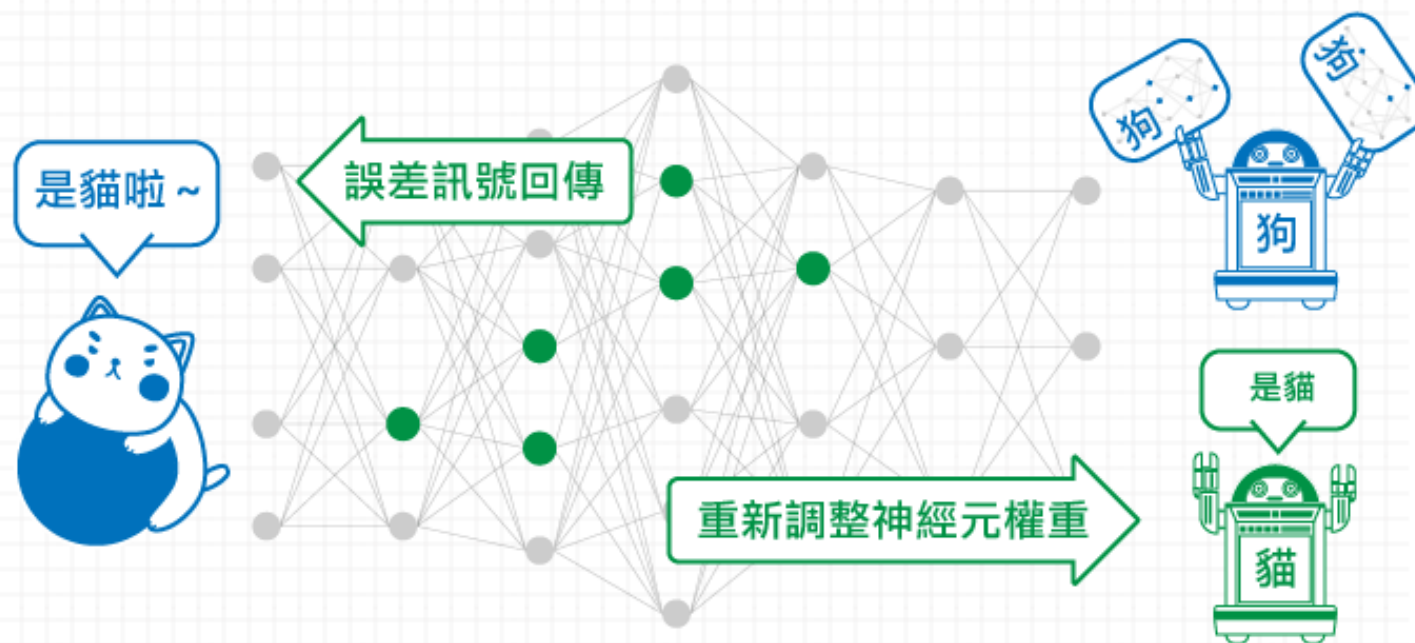 是貓啦 ~
誤差訊號回傳
狗
狗
狗
是貓
重新調整神經元權重
貓